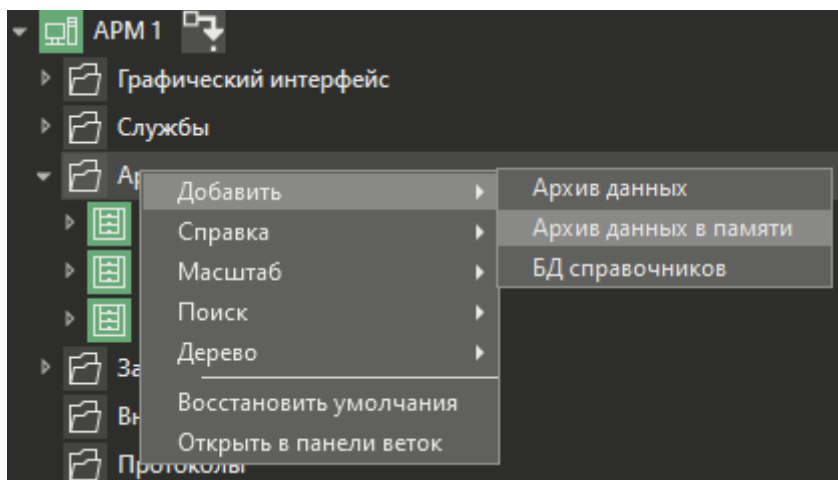 АРМ 1
Графический интерфейс
Службы
Добавить
Справка
Масштаб
Поиск
Дерево
Восстановить умолчания
Открыть в панели веток
Архив данных
Архив данных в памяти
БД справочников
Протоколы